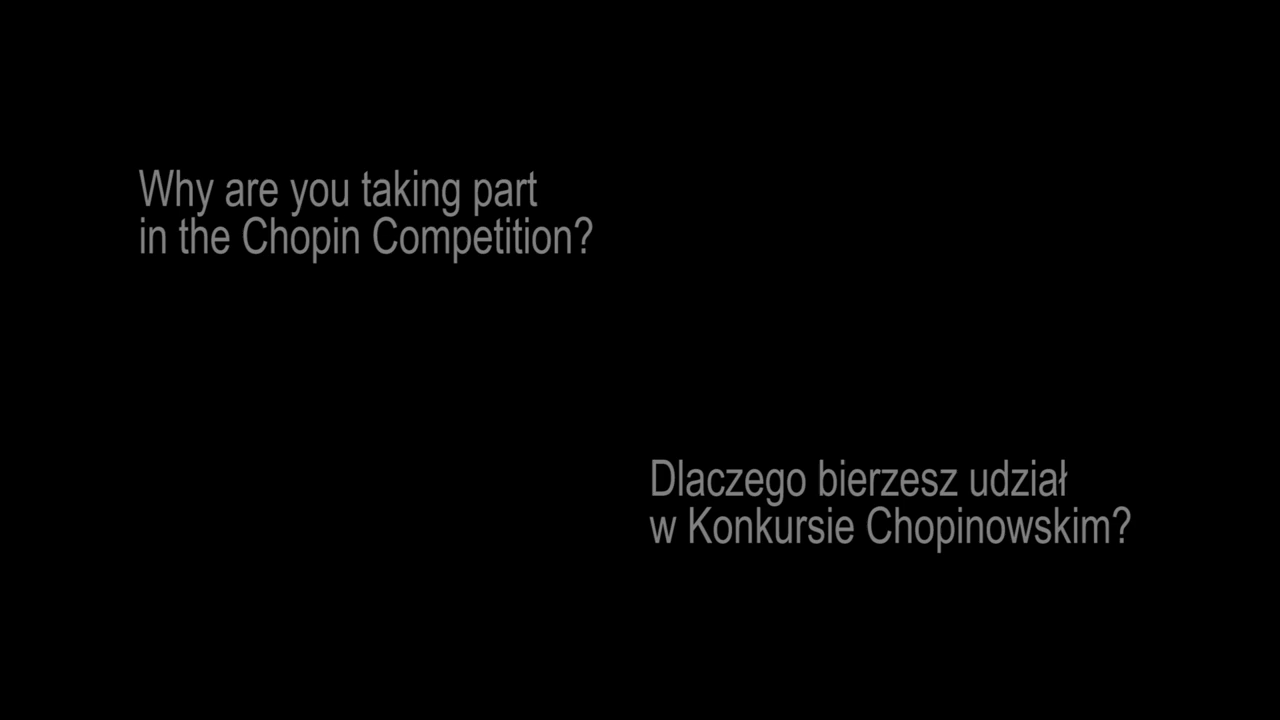 Why are you taking part
in the Chopin Competition?
Dlaczego bierzesz udział
w Konkursie Chopinowskim?